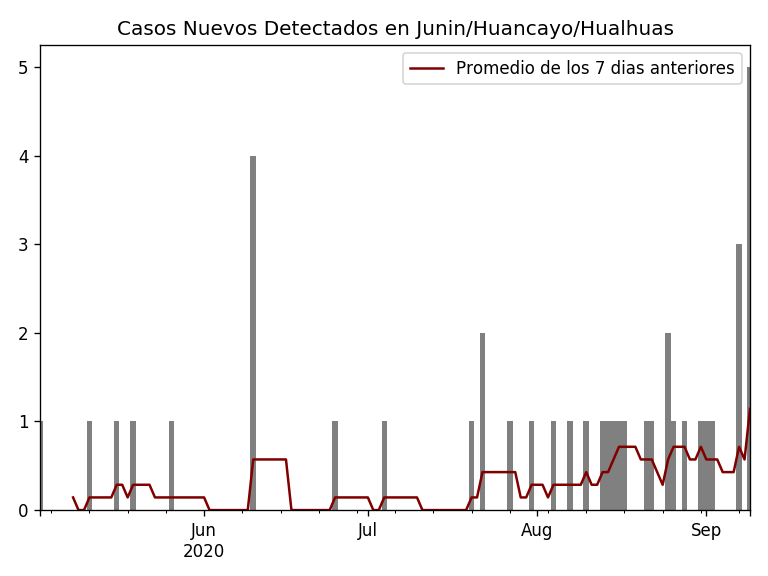 Casos Nuevos Detectados en Junin/Huancayo/Hualhuas
Promedio de los 7 dias anteriores
5
4
3
2
1
0
Jun Jul Aug Sep
2020